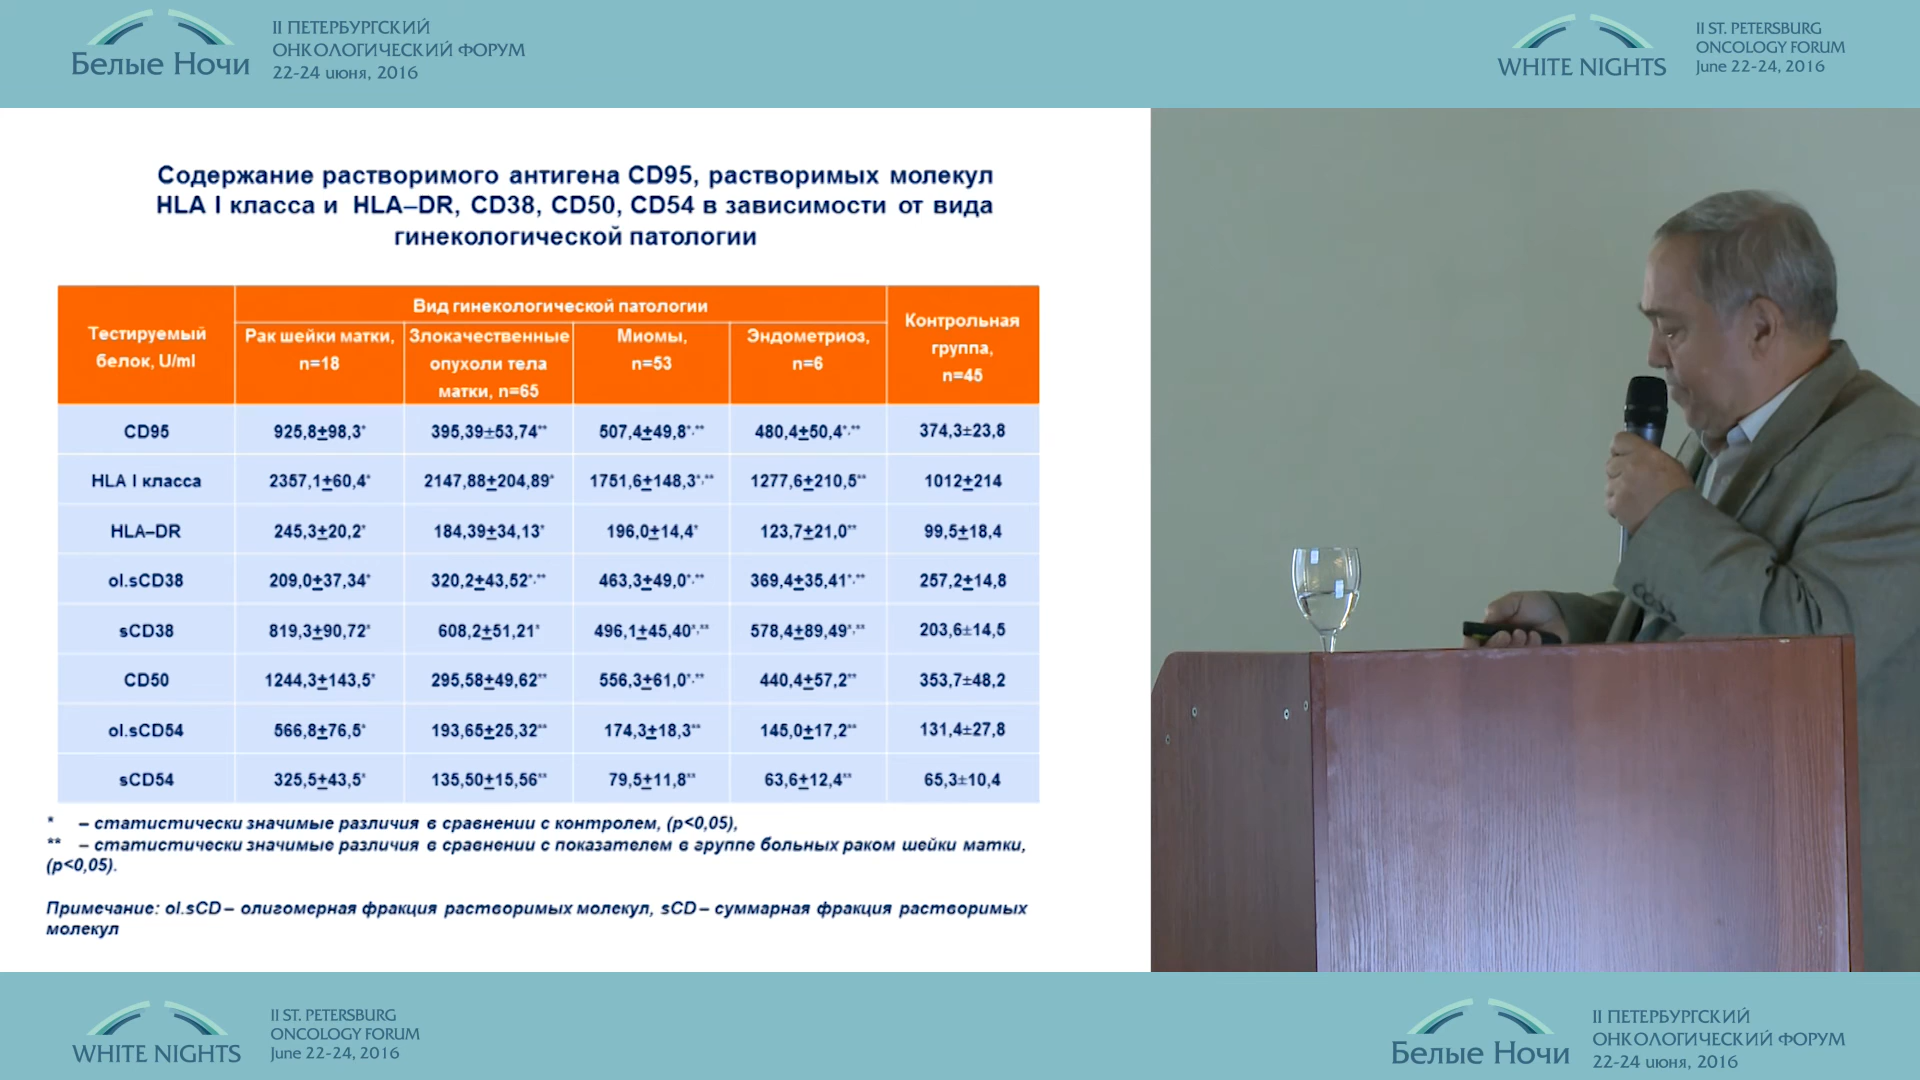 Белые Ночи
II ПЕТЕРБУРГСКИЙ
ОНКОЛОГИЧЕСКИЙ ФОРУМ
22-24 июня, 2016
WHITE NIGHTS
II ST. PETERSBURG
ONCOLOGY FORUM
June 22-24, 2016
Содержание растворимого антигена CD95, растворимых молекул
HLA I класса и HLA–DR, CD38, CD50, CD54 в зависимости от вида
гинекологической патологии
Тестируемый
белок, U/ml
Вид гинекологической патологии
Рак шейки матки,
n=18
Злокачественные
опухоли тела
матки, n=65
Миомы,
n=53
Эндометриоз,
n=6
Контрольная
группа,
n=45
CD95 925,8±98,3* 395,39±53,74** 507,4±49,8*,** 480,4±50,4*,** 374,3±23,8
HLA I класса 2357,1±60,4* 2147,88±204,89* 1751,6±148,3*,** 1277,6±210,5** 1012±214
HLA–DR 245,3±20,2* 184,39±34,13* 196,0±14,4* 123,7±21,0** 99,5±18,4
ol.sCD38 209,0±37,34* 320,2±43,52*,** 463,3±49,0*,** 369,4±35,41*,** 257,2±14,8
sCD38 819,3±90,72* 608,2±51,21* 496,1±45,40*,** 578,4±89,49*,** 203,6±14,5
CD50 1244,3±143,5* 295,58±49,62** 556,3±61,0*,** 440,4±57,2** 353,7±48,2
ol.sCD54 566,8±76,5* 193,65±25,32** 174,3±18,3** 145,0±17,2** 131,4±27,8
sCD54 325,5±43,5* 135,50±15,56** 79,5±11,8** 63,6±12,4** 65,3±10,4
* – статистически значимые различия в сравнении с контролем, (p<0,05),
** – статистически значимые различия в сравнении с показателем в группе больных раком шейки матки,
(p<0,05).
Примечание: ol.sCD – олигомерная фракция растворимых молекул, sCD – суммарная фракция растворимых
молекул
WHITE NIGHTS
II ST. PETERSBURG
ONCOLOGY FORUM
June 22-24, 2016
Белые Ночи
II ПЕТЕРБУРГСКИЙ
ОНКОЛОГИЧЕСКИЙ ФОРУМ
22-24 июня, 2016